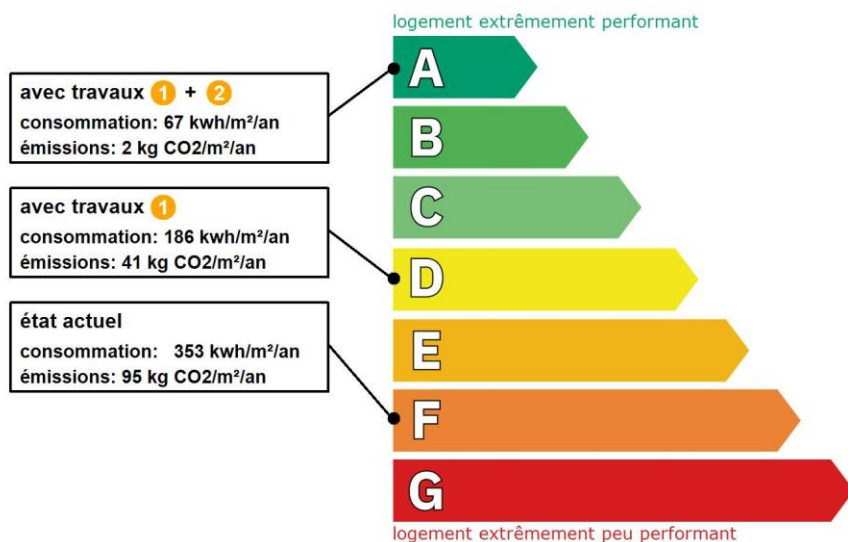 logement extrêmement performant
A
avec travaux 1 + 2
consommation: 67 kwh/m²/an
émissions: 2 kg CO2/m²/an
B
avec travaux 1
consommation: 186 kwh/m²/an
émissions: 41 kg CO2/m²/an
C
D
état actuel
consommation: 353 kwh/m²/an
émissions: 95 kg CO2/m²/an
E
F
G
logement extrêmement peu performant